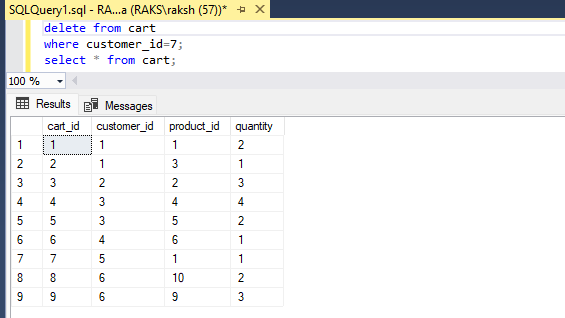 SQLQuery1.sql - RA...a (RAKS\raksh (57))*
delete from cart
where customer_id=7;
select * from cart;
100 %
Results Messages
cart_id customer_id product_id quantity
1 1 1 1 2
2 2 1 3 1
3 3 2 2 3
4 4 3 4 4
5 5 3 5 2
6 6 4 6 1
7 7 5 1 1
8 8 6 10 2
9 9 6 9 3